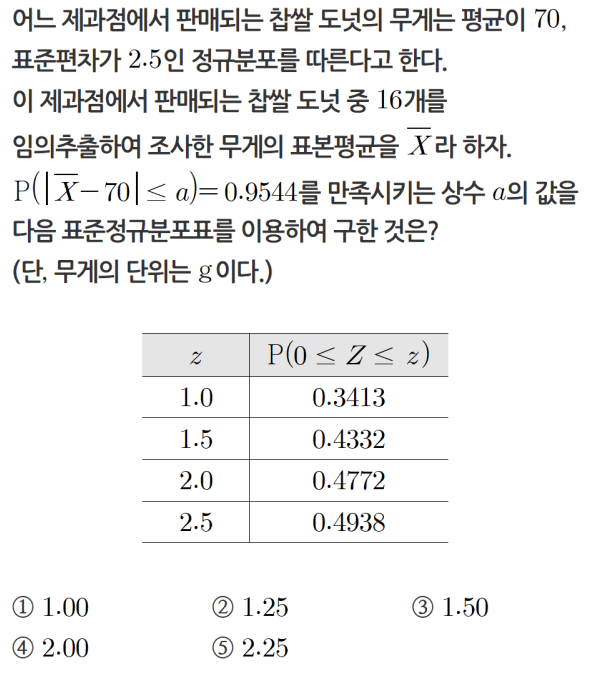 어느 제과점에서 판매되는 찹쌀 도넛의 무게는 평균이 70,
표준편차가 2.5인 정규분포를 따른다고 한다.
이 제과점에서 판매되는 찹쌀 도넛 중 16개를
임의추출하여 조사한 무게의 표본평균을 X̅라 하자.
P(|X̅−70|≤a)=0.9544를 만족시키는 상수 a의 값을
다음 표준정규분포표를 이용하여 구한 것은?
(단, 무게의 단위는 g이다.)
z P(0≤Z≤z)
1.0 0.3413
1.5 0.4332
2.0 0.4772
2.5 0.4938
① 1.00 ② 1.25 ③ 1.50
④ 2.00 ⑤ 2.25